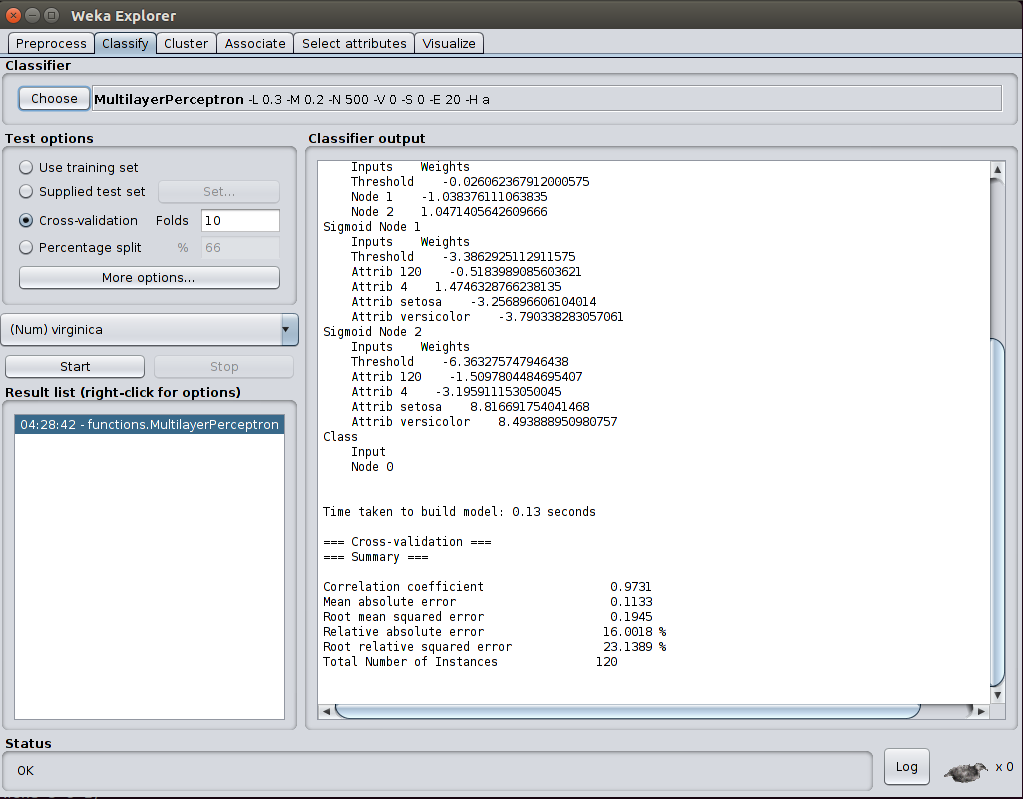 Weka Explorer
Preprocess Classify Cluster Associate Select attributes Visualize
Classifier
Choose MultilayerPerceptron -L 0.3 -M 0.2 -N 500 -V 0 -S 0 -E 20 -H a
Test options
Use training set
Supplied test set Set...
Cross-validation Folds 10
Percentage split % 66
More options...
(Num) virginica
Start Stop
Result list (right-click for options)
04:28:42 - functions.MultilayerPerceptron
Classifier output
Inputs Weights
Threshold -0.026062367912000575
Node 1 -1.038376111063835
Node 2 1.0471405642609666
Sigmoid Node 1
Inputs Weights
Threshold -3.3862925112911575
Attrib 120 -0.5183989085603621
Attrib 4 1.4746328766238135
Attrib setosa -3.256896606104014
Attrib versicolor -3.790338283057061
Sigmoid Node 2
Inputs Weights
Threshold -6.363275747946438
Attrib 120 -1.5097804484695407
Attrib 4 -3.195911153050045
Attrib setosa 8.816691754041468
Attrib versicolor 8.493888950980757
Class
Input
Node 0
Time taken to build model: 0.13 seconds
=== Cross-validation ===
=== Summary ===
Correlation coefficient 0.9731
Mean absolute error 0.1133
Root mean squared error 0.1945
Relative absolute error 16.0018 %
Root relative squared error 23.1389 %
Total Number of Instances 120
Status
OK
Log x 0